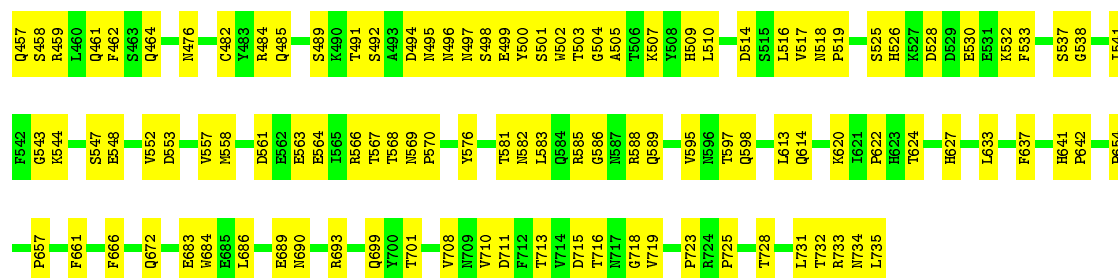 Q457 S458 R459 L460 Q461 F462 S463 Q464 N476 C482 Y483 R484 Q485 S489 K490 T491 S492 A493 D494 N495 N496 N497 S498 E499 Y500 S501 W502 T503 G504 A505 T506 K507 Y508 H509 L510 D514 S515 L516 V517 N518 P519 S525 H526 K527 D528 D529 E530 E531 K532 F533 S537 G538
F542 G543 K544 S547 E548 V552 D553 V557 M558 D561 E562 E563 E564 I565 R566 T567 T568 N569 P570 Y576 T581 N582 L583 Q584 R585 G586 N587 R588 Q589 V595 N596 T597 Q598 L613 Q614 K620 I621 P622 H623 T624 H627 L633 F637 H641 P642 P654
P657 F661 F666 Q672 E683 W684 E685 L686 E689 N690 R693 Q699 Y700 T701 V708 N709 V710 D711 F712 T713 V714 D715 T716 N717 G718 V719 P723 R724 P725 T728 L731 T732 R733 N734 L735